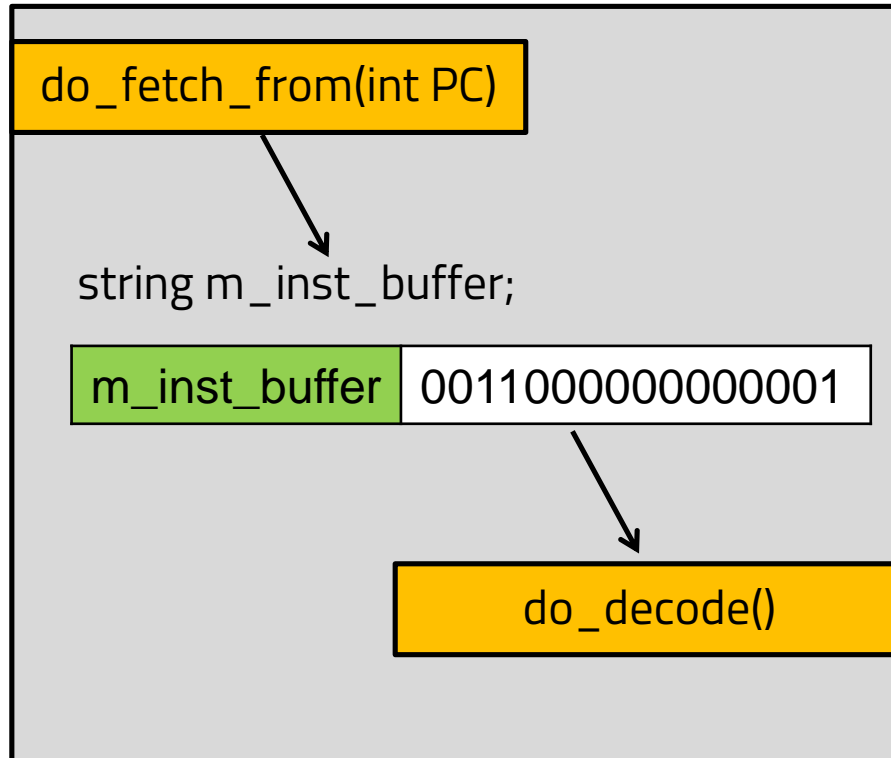 do_fetch_from(int PC)
string m_inst_buffer;
m_inst_buffer 0011000000000001
do_decode()